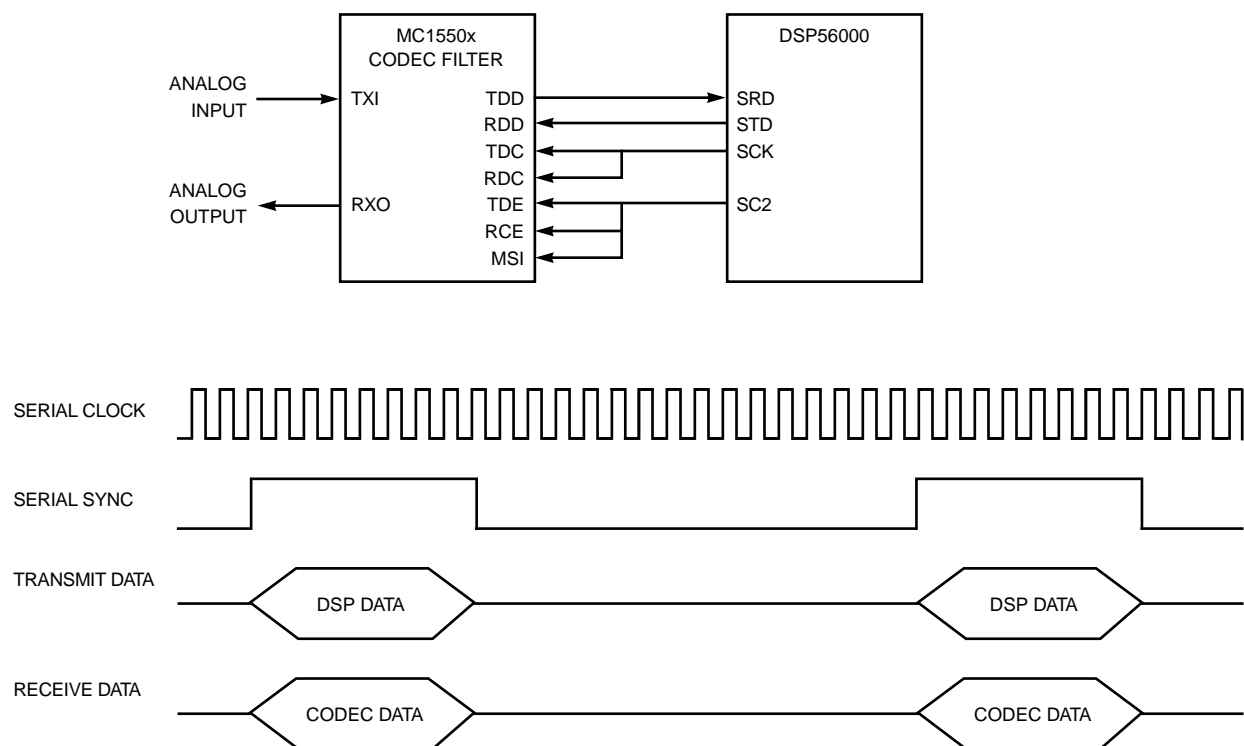 MC1550x
CODEC FILTER
DSP56000
ANALOG
INPUT
TXI
TDD
SRD
RDD
STD
TDC
SCK
RDC
ANALOG
OUTPUT
RXO
TDE
SC2
RCE
MSI
SERIAL CLOCK
SERIAL SYNC
TRANSMIT DATA
DSP DATA
DSP DATA
RECEIVE DATA
CODEC DATA
CODEC DATA